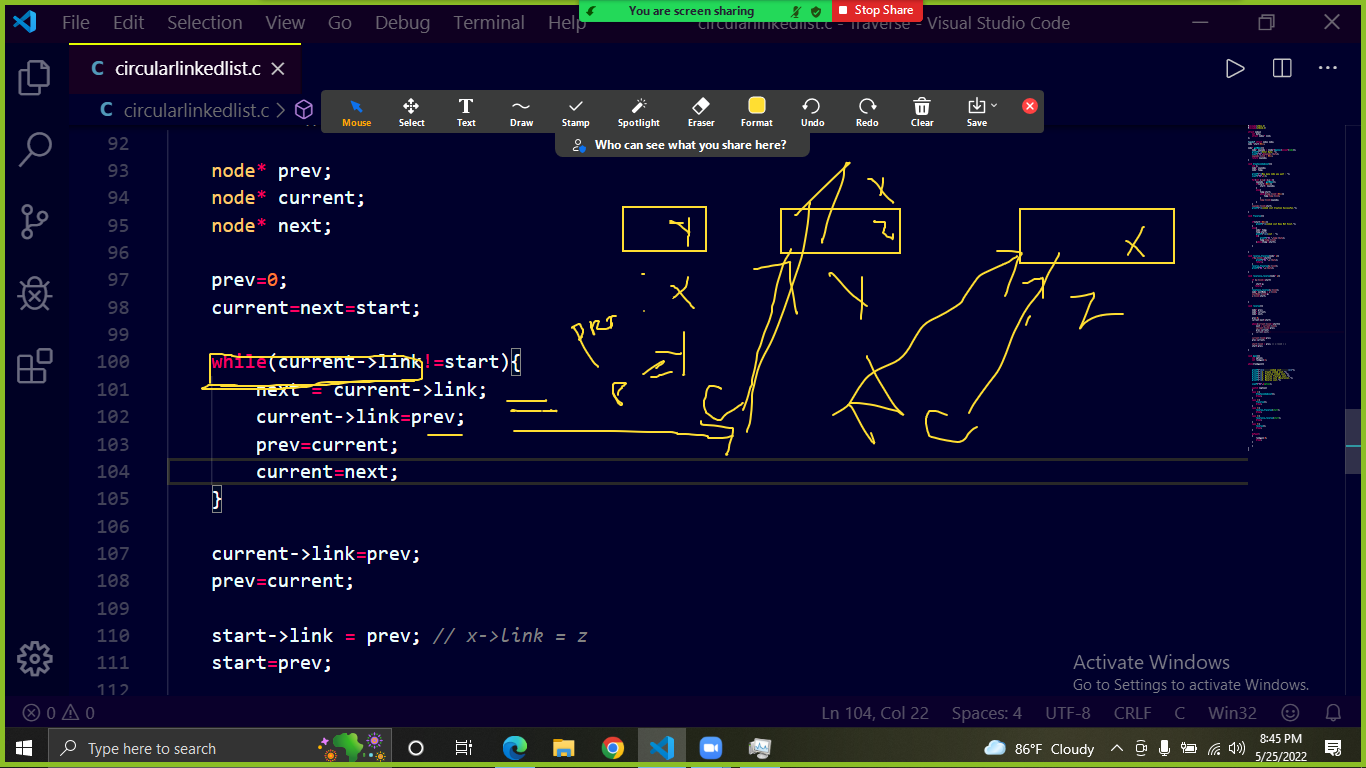 You are screen sharing
Stop Share
File Edit Selection View Go Debug Terminal Help
circularlinkedlist.c - Traverse - Visual Studio Code
C circularlinkedlist.c
C circularlinkedlist.c >
Mouse Select Text Draw Stamp Spotlight Eraser Format Undo Redo Clear Save
Who can see what you share here?
92
93 node* prev;
94 node* current;
95 node* next;
96
97 prev=0;
98 current=next=start;
99
100 while(current->link!=start){
101 next = current->link;
102 current->link=prev;
103 prev=current;
104 current=next;
105 }
106
107 current->link=prev;
108 prev=current;
109
110 start->link = prev; // x->link = z
111 start=prev;
112
Y
X
2
X
X
Y
Z
C
C
Activate Windows
Go to Settings to activate Windows.
0 0
Ln 104, Col 22 Spaces: 4 UTF-8 CRLF C Win32
Type here to search
86°F Cloudy
8:45 PM
5/25/2022